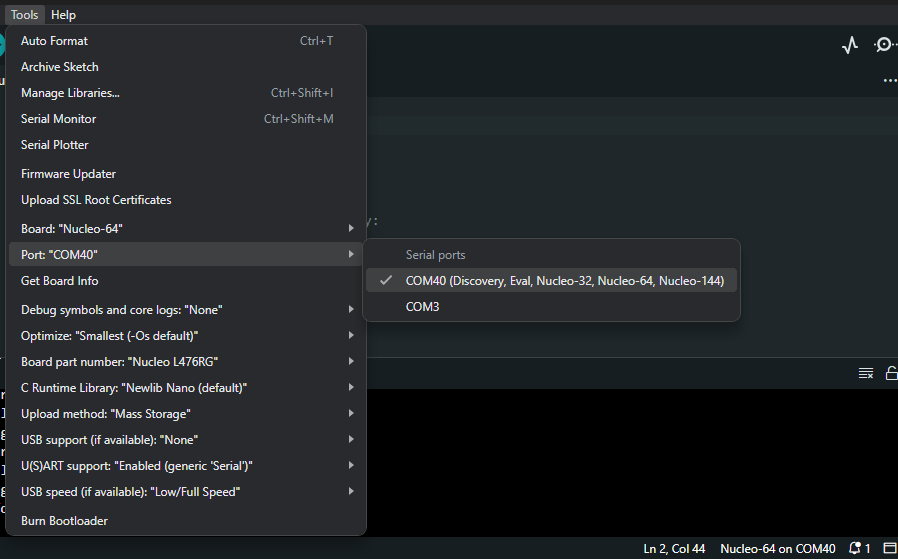 Tools Help
Auto Format Ctrl+T
Archive Sketch
Manage Libraries... Ctrl+Shift+I
Serial Monitor Ctrl+Shift+M
Serial Plotter
Firmware Updater
Upload SSL Root Certificates
Board: "Nucleo-64"
Port: "COM40"
Serial ports
COM40 (Discovery, Eval, Nucleo-32, Nucleo-64, Nucleo-144)
COM3
Get Board Info
Debug symbols and core logs: "None"
Optimize: "Smallest (-Os default)"
Board part number: "Nucleo L476RG"
C Runtime Library: "Newlib Nano (default)"
Upload method: "Mass Storage"
USB support (if available): "None"
U(S)ART support: "Enabled (generic 'Serial')"
USB speed (if available): "Low/Full Speed"
Burn Bootloader
Ln 2, Col 44 Nucleo-64 on COM40 1